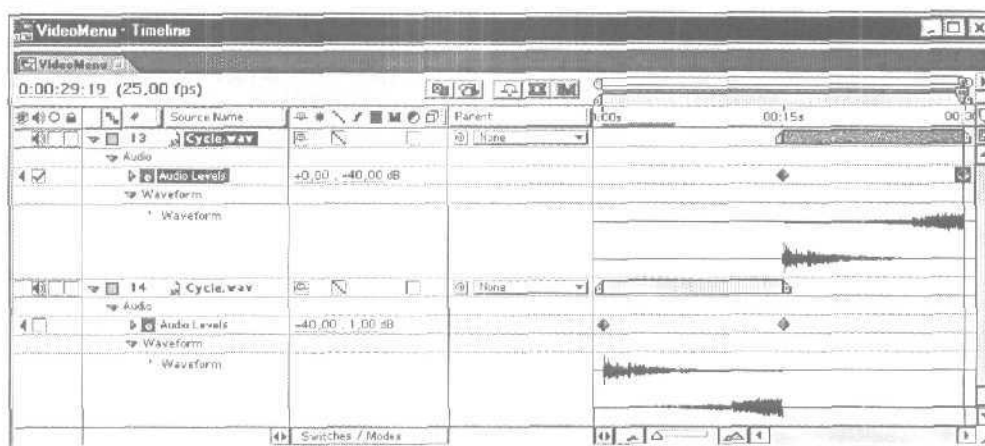 VideoMenu · Timeline
VideoMenu
0:00:29:19 (25,00 fps)
# Source Name Parent 00:15s
13 Cycle.wav None
Audio
Audio Levels +0,00 , -40,00 dB
Waveform
Waveform
14 Cycle.wav None
Audio
Audio Levels -40,00 , 1,00 dB
Waveform
Waveform
Switches / Modes